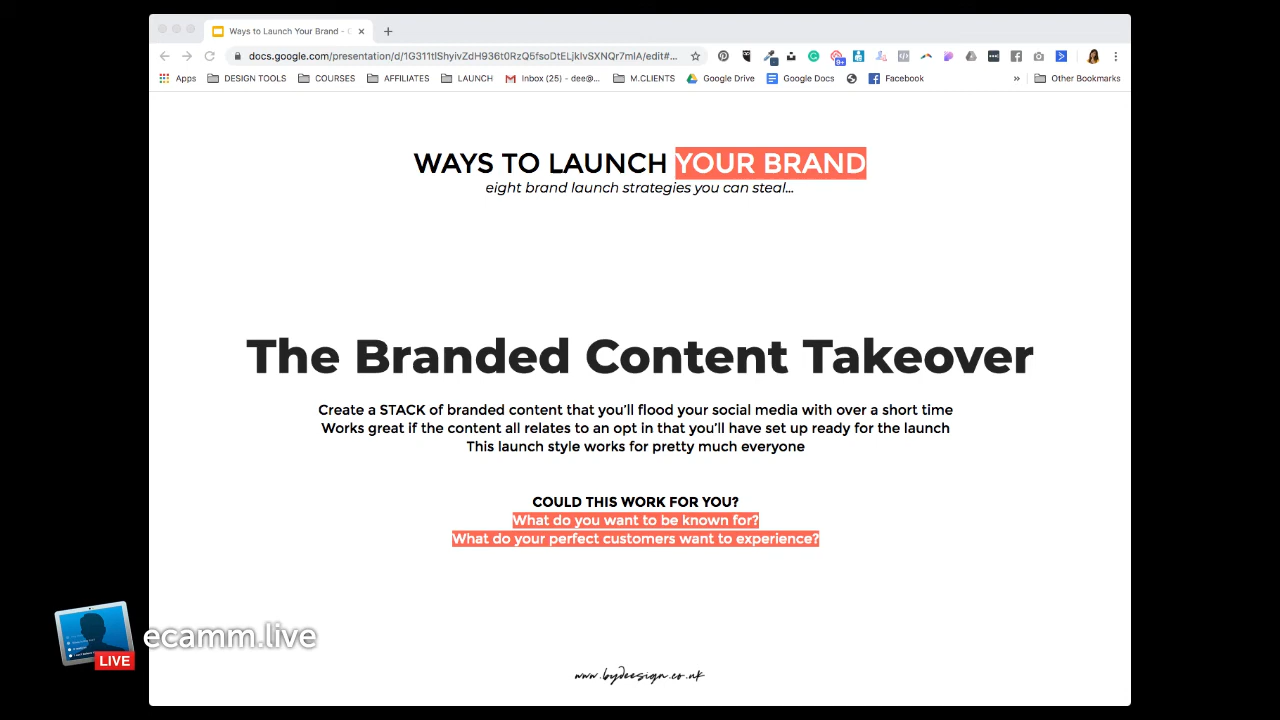 Ways to Launch Your Brand - G
docs.google.com/presentation/d/1G311tlShyivZdH936t0RzQ5fsoDtELjkIvSXNQr7mIA/edit#...
Apps DESIGN TOOLS COURSES AFFILIATES LAUNCH Inbox (25) - dee@... M.CLIENTS Google Drive Google Docs Facebook » Other Bookmarks
WAYS TO LAUNCH YOUR BRAND
eight brand launch strategies you can steal...
The Branded Content Takeover
Create a STACK of branded content that you'll flood your social media with over a short time
Works great if the content all relates to an opt in that you'll have set up ready for the launch
This launch style works for pretty much everyone
COULD THIS WORK FOR YOU?
What do you want to be known for?
What do your perfect customers want to experience?
ecamm.live
LIVE
www.bydeesign.co.uk